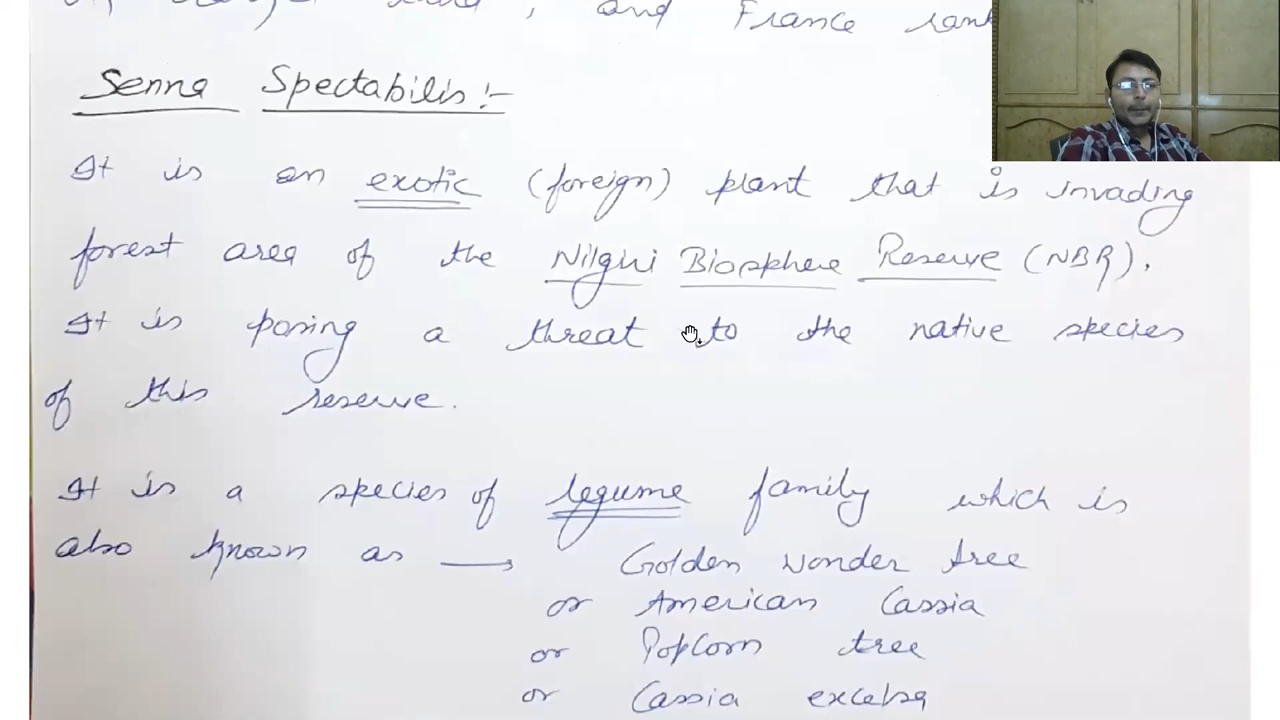 and France
Senna Spectabilis :-
It is an exotic (foreign) plant that is invading
forest area of the Nilgiri Biosphere Reserve (NBR).
It is posing a threat to the native species
of this reserve.
It is a species of legume family which is
also known as → Golden wonder tree
or American Cassia
or Popcorn tree
or Cassia excelsa